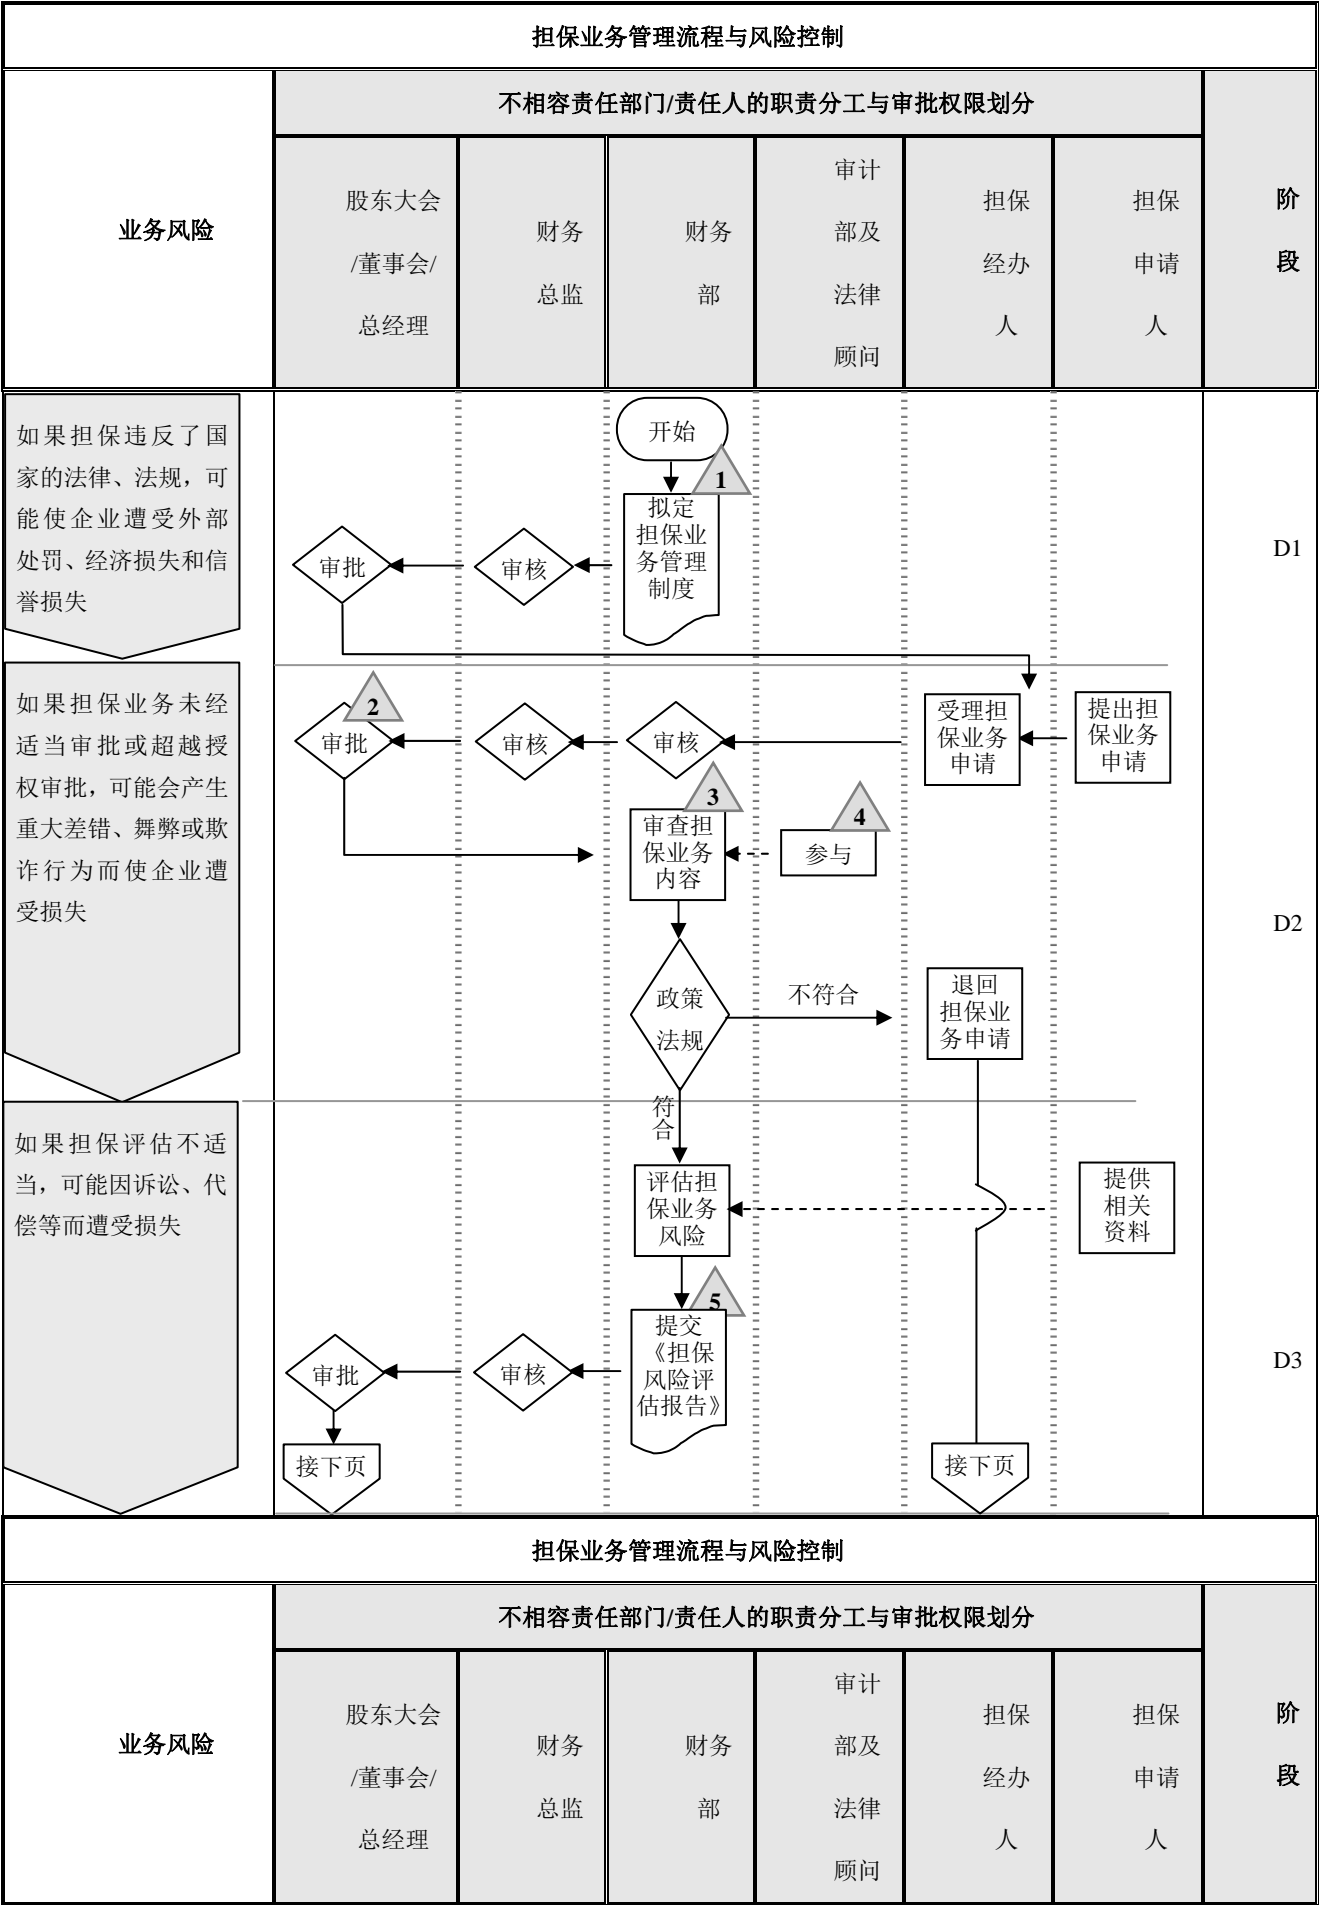 担保业务管理流程与风险控制
业务风险
不相容责任部门/责任人的职责分工与审批权限划分
阶
段
股东大会
/董事会/
总经理
财务
总监
财务
部
审计
部及
法律
顾问
担保
经办
人
担保
申请
人
如果担保违反了国
家的法律、法规，可
能使企业遭受外部
处罚、经济损失和信
誉损失
开始
1
拟定
担保业
务管理
制度
审核
审批
D1
如果担保业务未经
适当审批或超越授
权审批，可能会产生
重大差错、舞弊或欺
诈行为而使企业遭
受损失
提出担
保业务
申请
受理担
保业务
申请
审核
审核
2
审批
3
审查担
保业务
内容
4
参与
政策
法规
不符合
退回
担保业
务申请
D2
符
合
如果担保评估不适
当，可能因诉讼、代
偿等而遭受损失
评估担
保业务
风险
提供
相关
资料
5
提交
《担保
风险评
估报告》
审核
审批
D3
接下页
接下页
担保业务管理流程与风险控制
业务风险
不相容责任部门/责任人的职责分工与审批权限划分
阶
段
股东大会
/董事会/
总经理
财务
总监
财务
部
审计
部及
法律
顾问
担保
经办
人
担保
申请
人